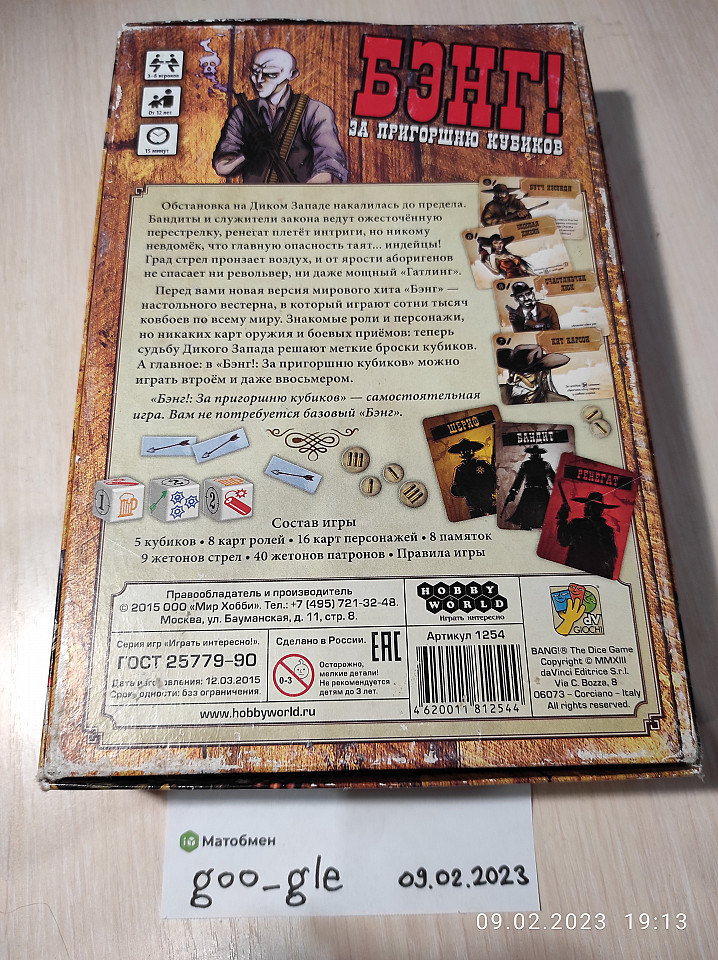 БЭНГ!
ЗА ПРИГОРШНЮ КУБИКОВ
3-8 игроков
От 12 лет
15 минут
Обстановка на Диком Западе накалилась до предела.
Бандиты и служители закона ведут ожесточённую
перестрелку, ренегат плетёт интриги, но никому
невдомёк, что главную опасность таят... индейцы!
Град стрел пронзает воздух, и от ярости аборигенов
не спасает ни револьвер, ни даже мощный «Гатлинг».
Перед вами новая версия мирового хита «Бэнг» —
настольного вестерна, в который играют сотни тысяч
ковбоев по всему миру. Знакомые роли и персонажи,
но никаких карт оружия и боевых приёмов: теперь
судьбу Дикого Запада решают меткие броски кубиков.
А главное: в «Бэнг!: За пригоршню кубиков» можно
играть втроём и даже ввосьмером.
«Бэнг!: За пригоршню кубиков» — самостоятельная
игра. Вам не потребуется базовый «Бэнг».
БУТЧ КЭССИДИ
СЧАСТЛИВЧИК
ДЮК
КИТ КАРСОН
ШЕРИФ
БАНДИТ
РЕНЕГАТ
1
2
2
Состав игры
5 кубиков • 8 карт ролей • 16 карт персонажей • 8 памяток
9 жетонов стрел • 40 жетонов патронов • Правила игры
Правообладатель и производитель
© 2015 ООО «Мир Хобби». Тел.: +7 (495) 721-32-48.
Москва, ул. Бауманская, д. 11, стр. 8.
HOBBY
WORLD
Играть интересно
dV
GIOCHI
Серия игр «Играть интересно!».
ГОСТ 25779–90
Дата изготовления: 12.03.2015
Срок годности: без ограничения.
Сделано в России.
EAC
0-3
Осторожно,
мелкие детали!
Не рекомендуется
детям до 3 лет.
www.hobbyworld.ru
Артикул 1254
4620011812544
BANG!® The Dice Game
Copyright © MMXIII
daVinci Editrice S.r.l.
Via C. Bozza, 8
06073 - Corciano - Italy
All rights reserved.
Матобмен
goo_gle 09.02.2023
09.02.2023 19:13